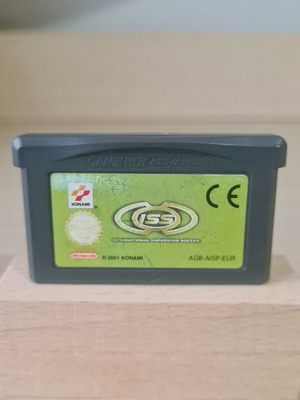 GAME BOY ADVANCE
KONAMI
CE
ISS
INTERNATIONAL SUPERSTAR SOCCER
Nintendo
© 2001 KONAMI
AGB-AISP-EUR